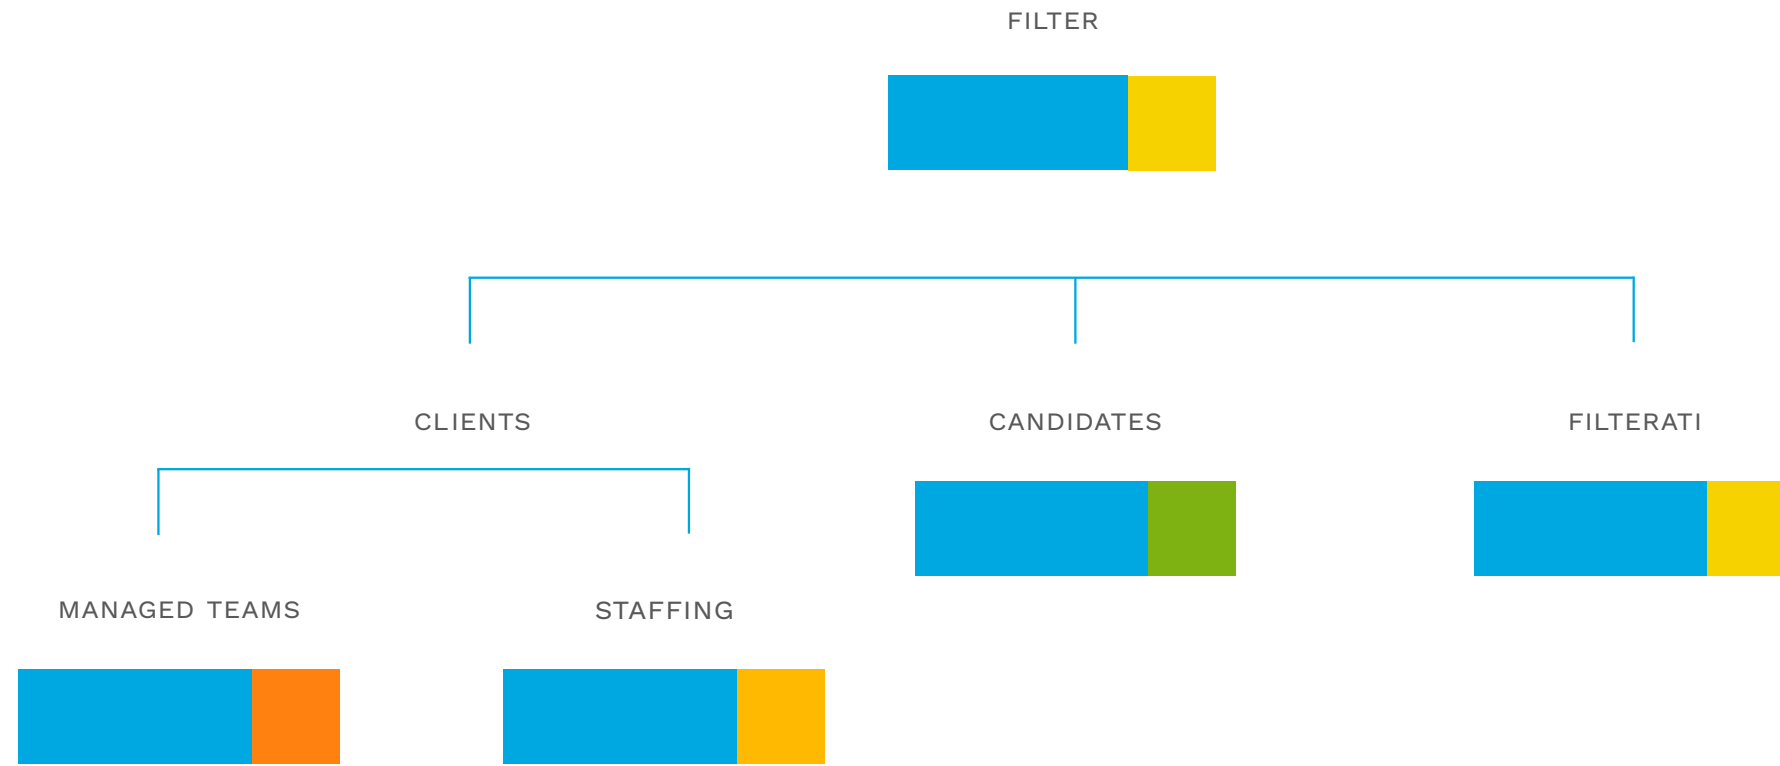 FILTER
CLIENTS
CANDIDATES
FILTERATI
MANAGED TEAMS
STAFFING